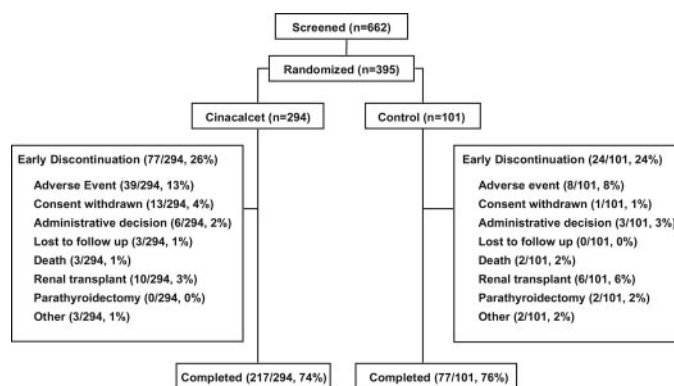 Screened (n=662)
Randomized (n=395)
Cinacalcet (n=294)
Control (n=101)
Early Discontinuation (77/294, 26%)
Adverse Event (39/294, 13%)
Consent withdrawn (13/294, 4%)
Administrative decision (6/294, 2%)
Lost to follow up (3/294, 1%)
Death (3/294, 1%)
Renal transplant (10/294, 3%)
Parathyroidectomy (0/294, 0%)
Other (3/294, 1%)
Early Discontinuation (24/101, 24%)
Adverse event (8/101, 8%)
Consent withdrawn (1/101, 1%)
Administrative decision (3/101, 3%)
Lost to follow up (0/101, 0%)
Death (2/101, 2%)
Renal transplant (6/101, 6%)
Parathyroidectomy (2/101, 2%)
Other (2/101, 2%)
Completed (217/294, 74%)
Completed (77/101, 76%)